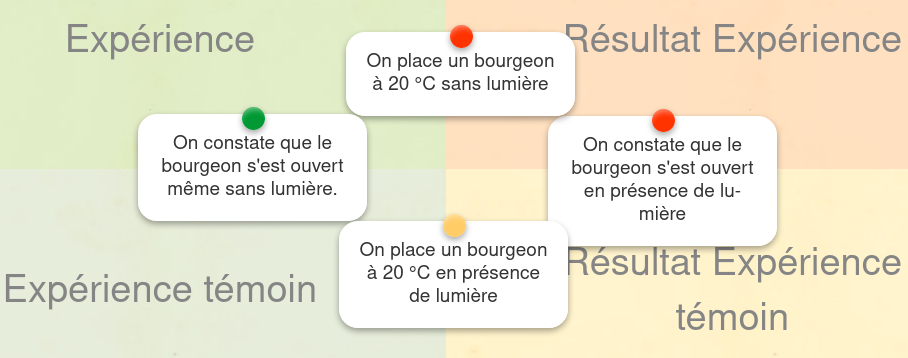 Expérience
Résultat Expérience
On place un bourgeon
à 20 °C sans lumière
On constate que le
bourgeon s'est ouvert
même sans lumière.
On constate que le
bourgeon s'est ouvert
en présence de lu-
mière
On place un bourgeon
à 20 °C en présence
de lumière
Expérience témoin
Résultat Expérience
témoin